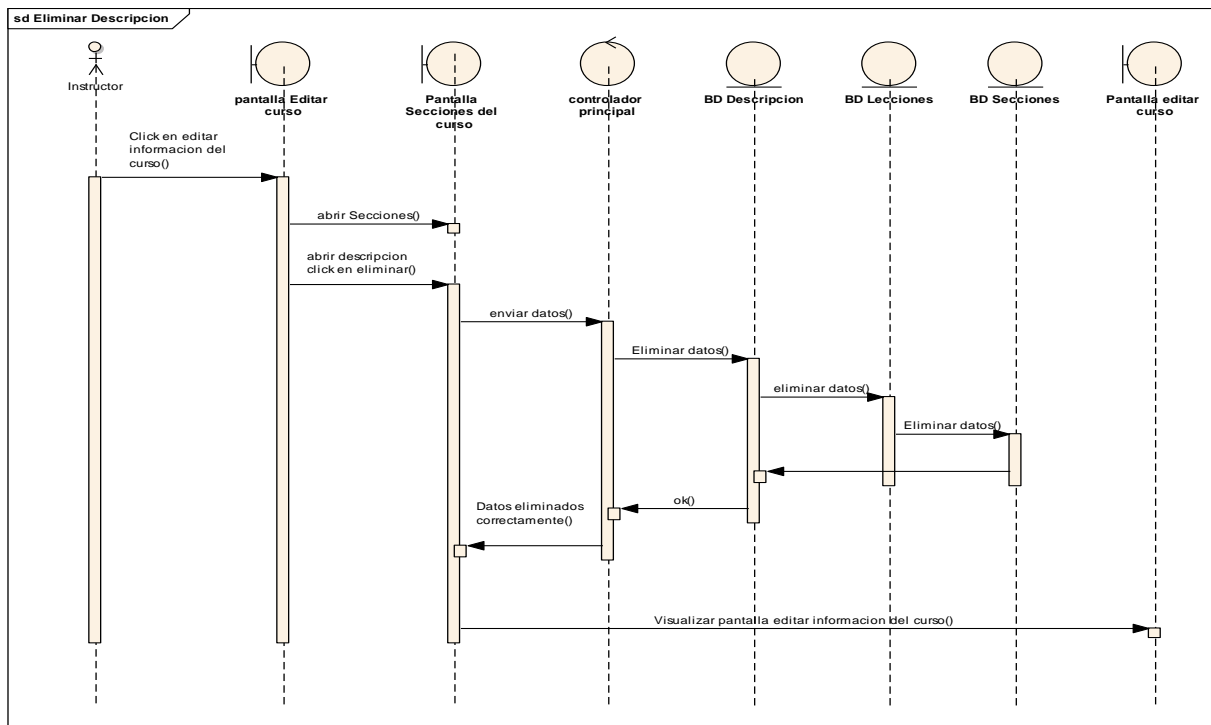 sd Eliminar Descripcion
Instructor
pantalla Editar
curso
Pantalla
Secciones del
curso
controlador
principal
BD Descripcion
BD Lecciones
BD Secciones
Pantalla editar
curso
Click en editar
informacion del
curso()
abrir Secciones()
abrir descripcion
click en eliminar()
enviar datos()
Eliminar datos()
eliminar datos()
Eliminar datos()
ok()
Datos eliminados
correctamente()
Visualizar pantalla editar informacion del curso()